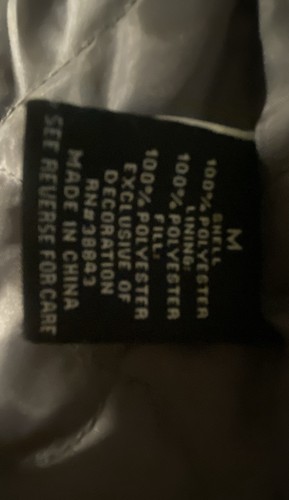 M
SHELL
100% POLYESTER
LINING:
100% POLYESTER
FILL:
100% POLYESTER
EXCLUSIVE OF
DECORATION
RN#38843
MADE IN CHINA
SEE REVERSE FOR CARE